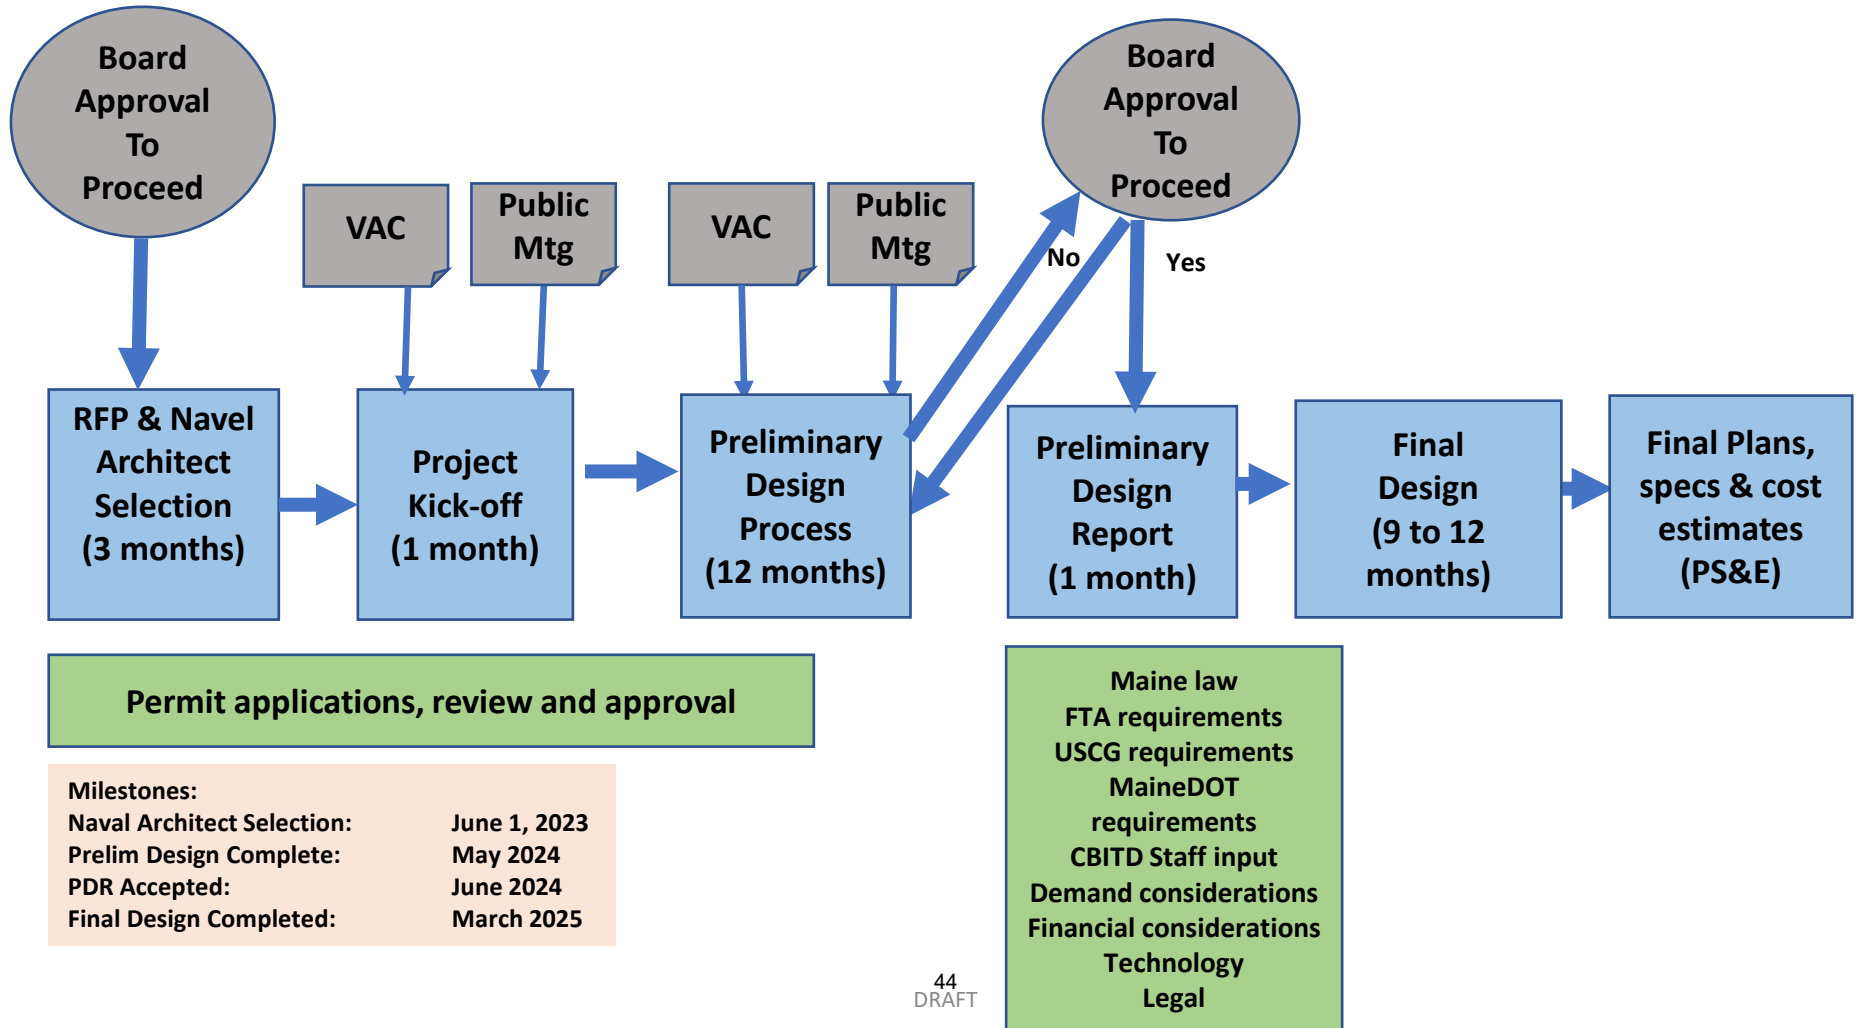 Board
Approval
To
Proceed
Board
Approval
To
Proceed
VAC
Public
Mtg
VAC
Public
Mtg
No
Yes
RFP & Navel
Architect
Selection
(3 months)
Project
Kick-off
(1 month)
Preliminary
Design
Process
(12 months)
Preliminary
Design
Report
(1 month)
Final
Design
(9 to 12
months)
Final Plans,
specs & cost
estimates
(PS&E)
Permit applications, review and approval
Milestones:
Naval Architect Selection: June 1, 2023
Prelim Design Complete: May 2024
PDR Accepted: June 2024
Final Design Completed: March 2025
Maine law
FTA requirements
USCG requirements
MaineDOT
requirements
CBITD Staff input
Demand considerations
Financial considerations
Technology
Legal
44
DRAFT